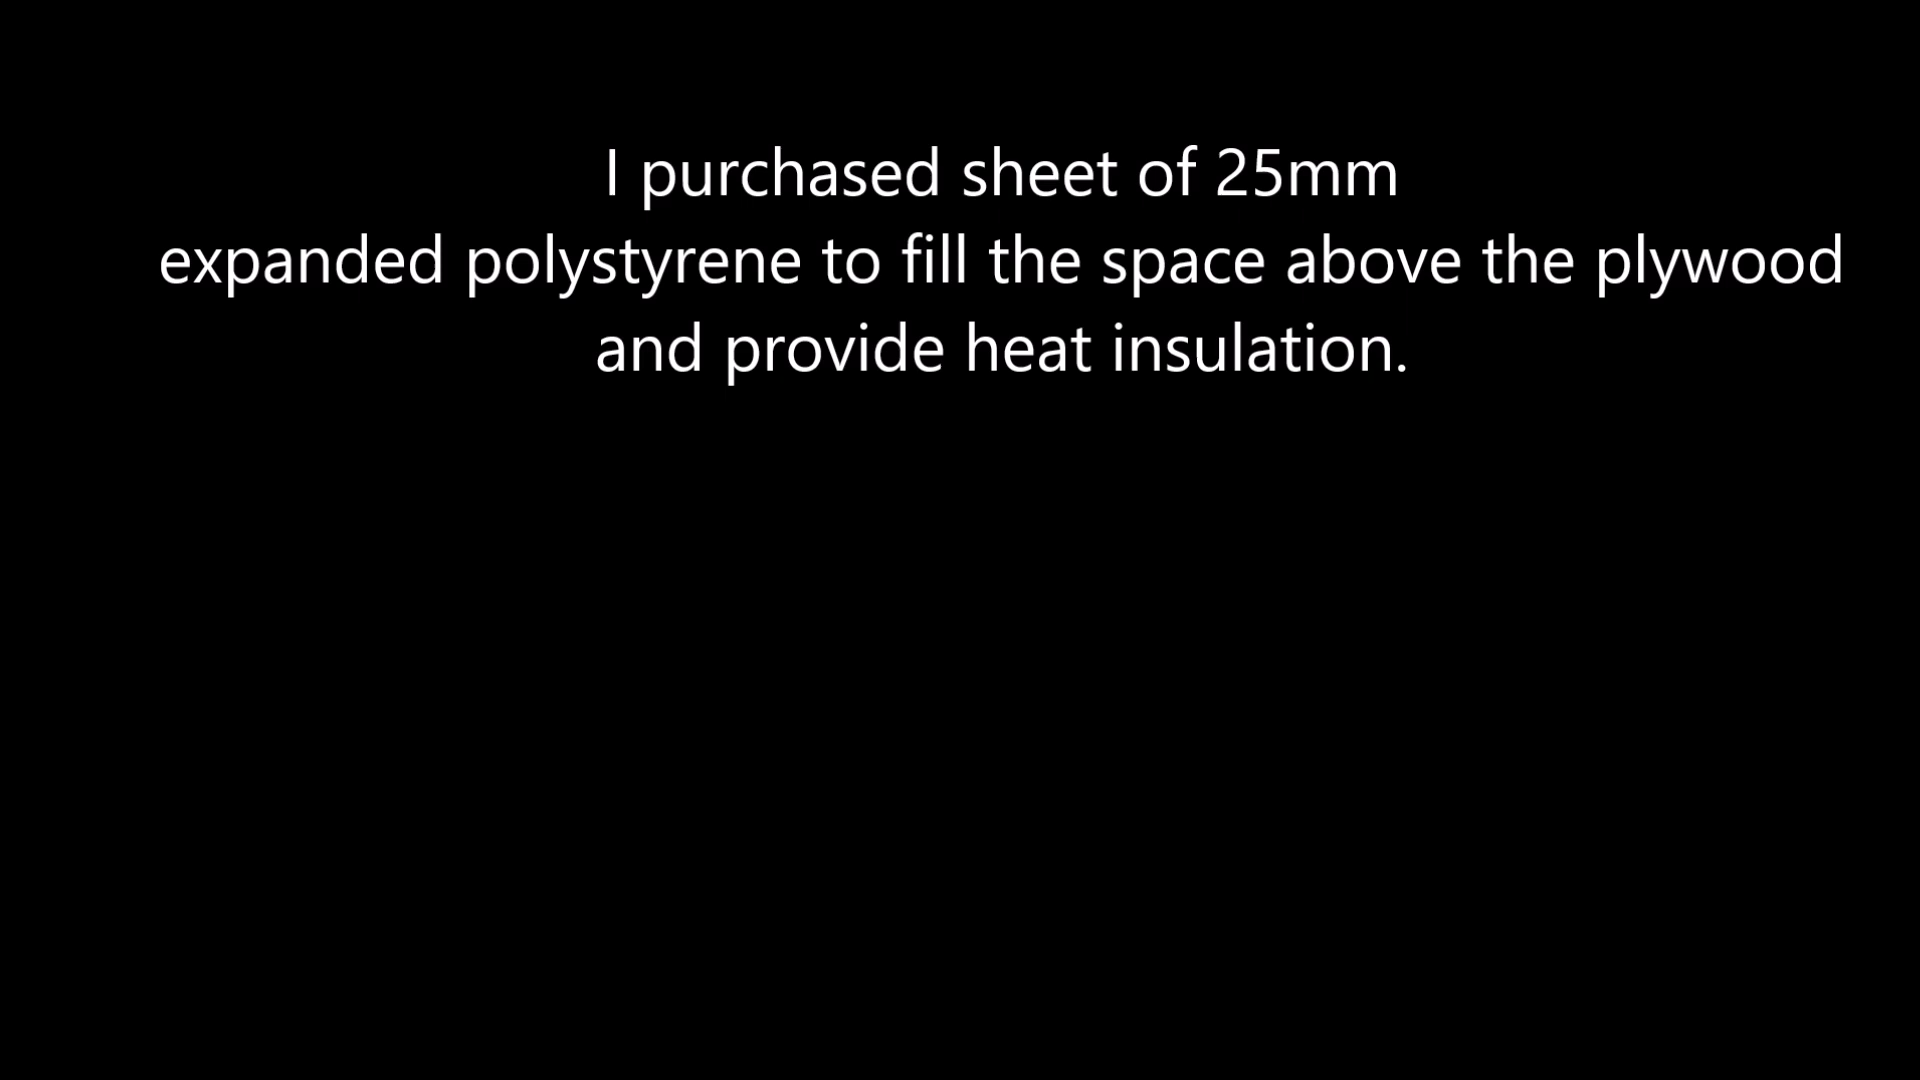 I purchased sheet of 25mm
expanded polystyrene to fill the space above the plywood
and provide heat insulation.